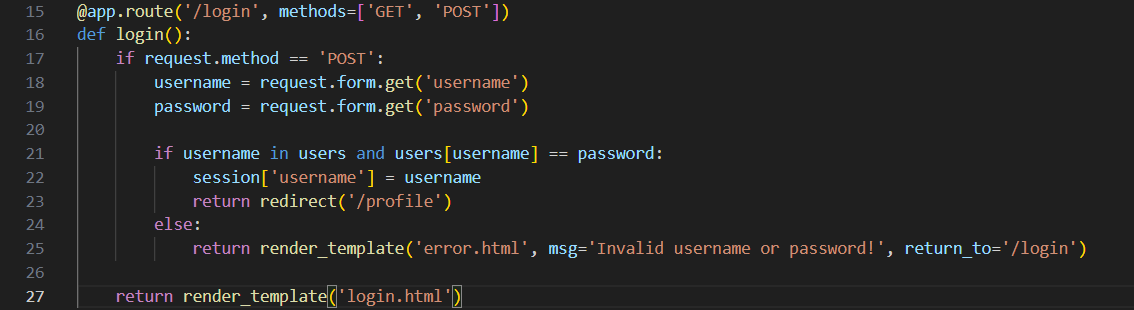 15 @app.route('/login', methods=['GET', 'POST'])
16 def login():
17     if request.method == 'POST':
18         username = request.form.get('username')
19         password = request.form.get('password')
20
21         if username in users and users[username] == password:
22             session['username'] = username
23             return redirect('/profile')
24         else:
25             return render_template('error.html', msg='Invalid username or password!', return_to='/login')
26
27     return render_template('login.html')